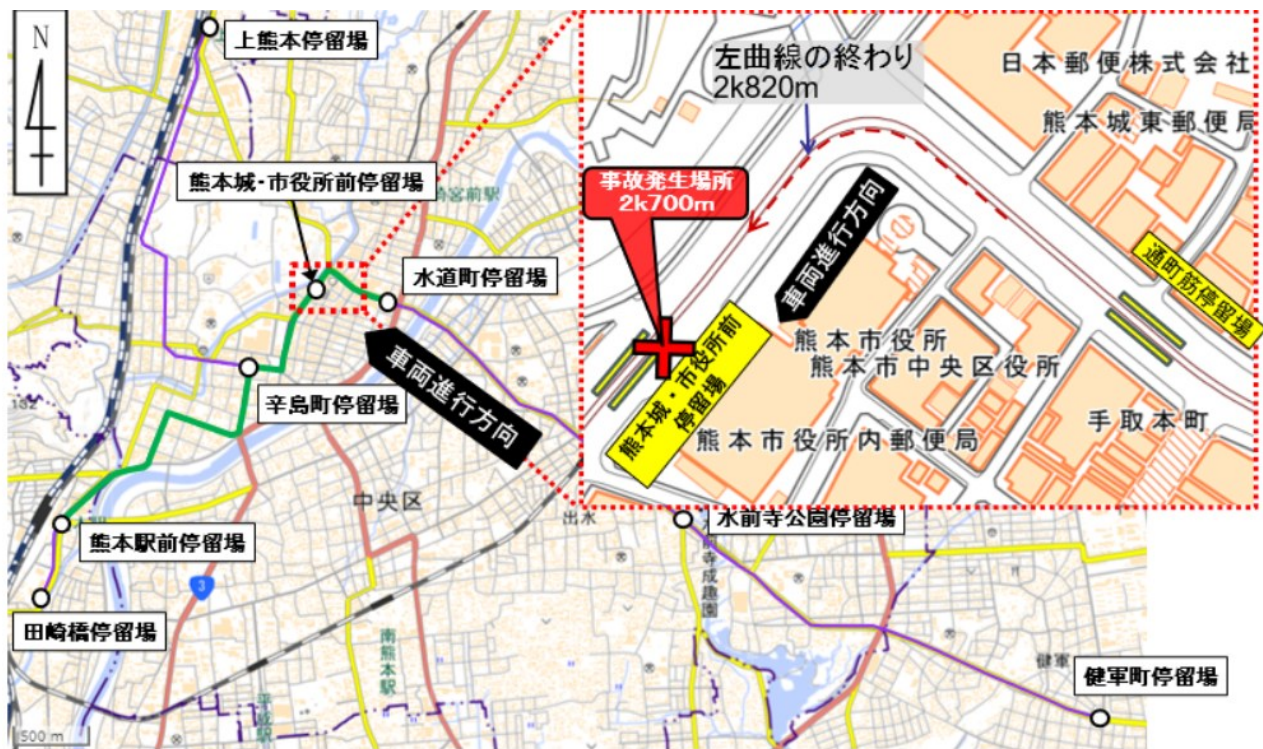 N
上熊本停留場
熊本城・市役所前停留場
水道町停留場
辛島町停留場
車両進行方向
中央区
出水
熊本駅前停留場
田崎橋停留場
3
南熊本駅
平成駅
500 m
水前寺公園停留場
健軍
健軍町停留場
左曲線の終わり
2k820m
日本郵便株式会社
熊本城東郵便局
事故発生場所
2k700m
車両進行方向
通町筋停留場
熊本市役所
熊本市中央区役所
熊本城・市役所前
停留場
熊本市役所内郵便局
手取本町